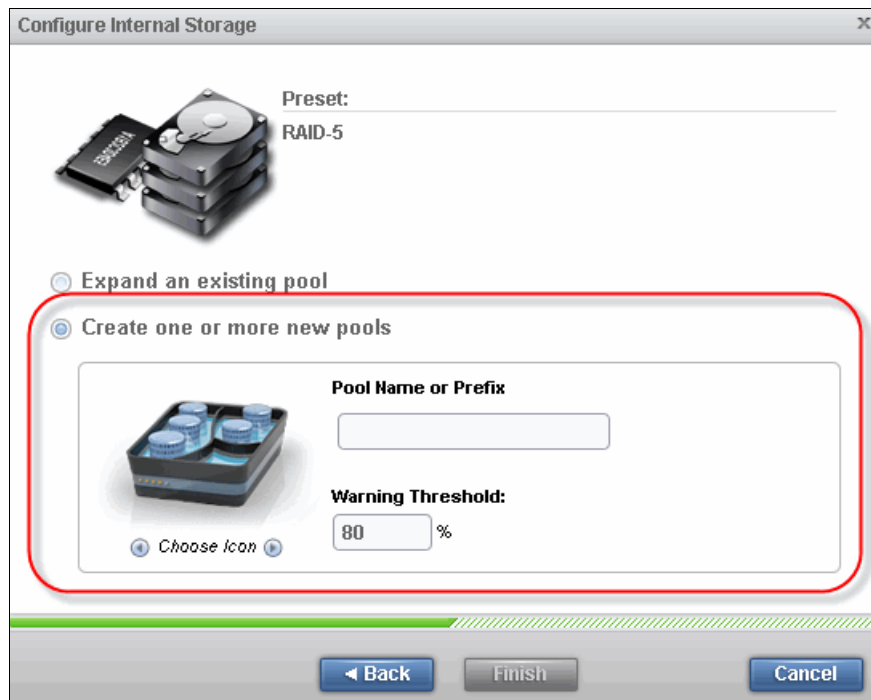 Configure Internal Storage
x
Preset:
RAID-5
Expand an existing pool
Create one or more new pools
Pool Name or Prefix
Warning Threshold:
80 %
Choose Icon
Back
Finish
Cancel